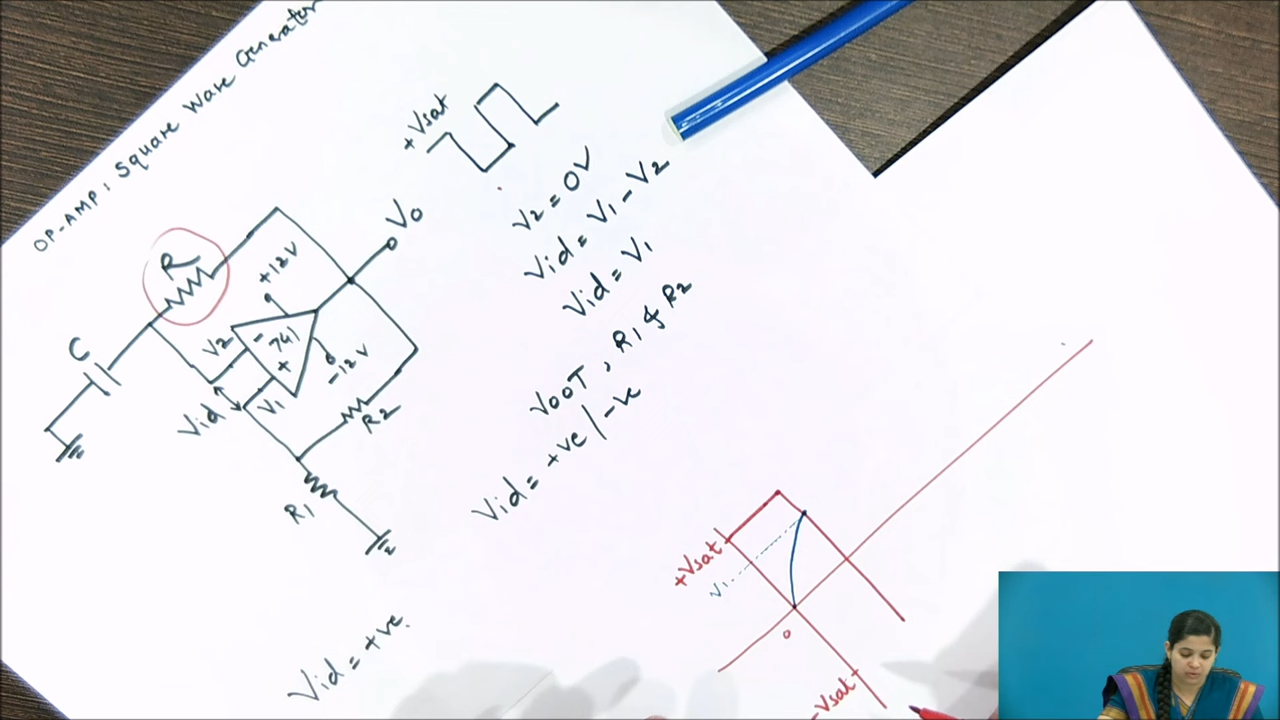 OP-AMP: Square Wave Generator
+Vsat
R
+12V
Vo
C
V2
-
741
+
-12V
Vid
V1
R2
R1
V2 = 0V
Vid = V1 - V2
Vid = V1
VOOT, R1 & R2
Vid = +ve / -ve
Vid = +ve.
+Vsat
V1
0
-Vsat